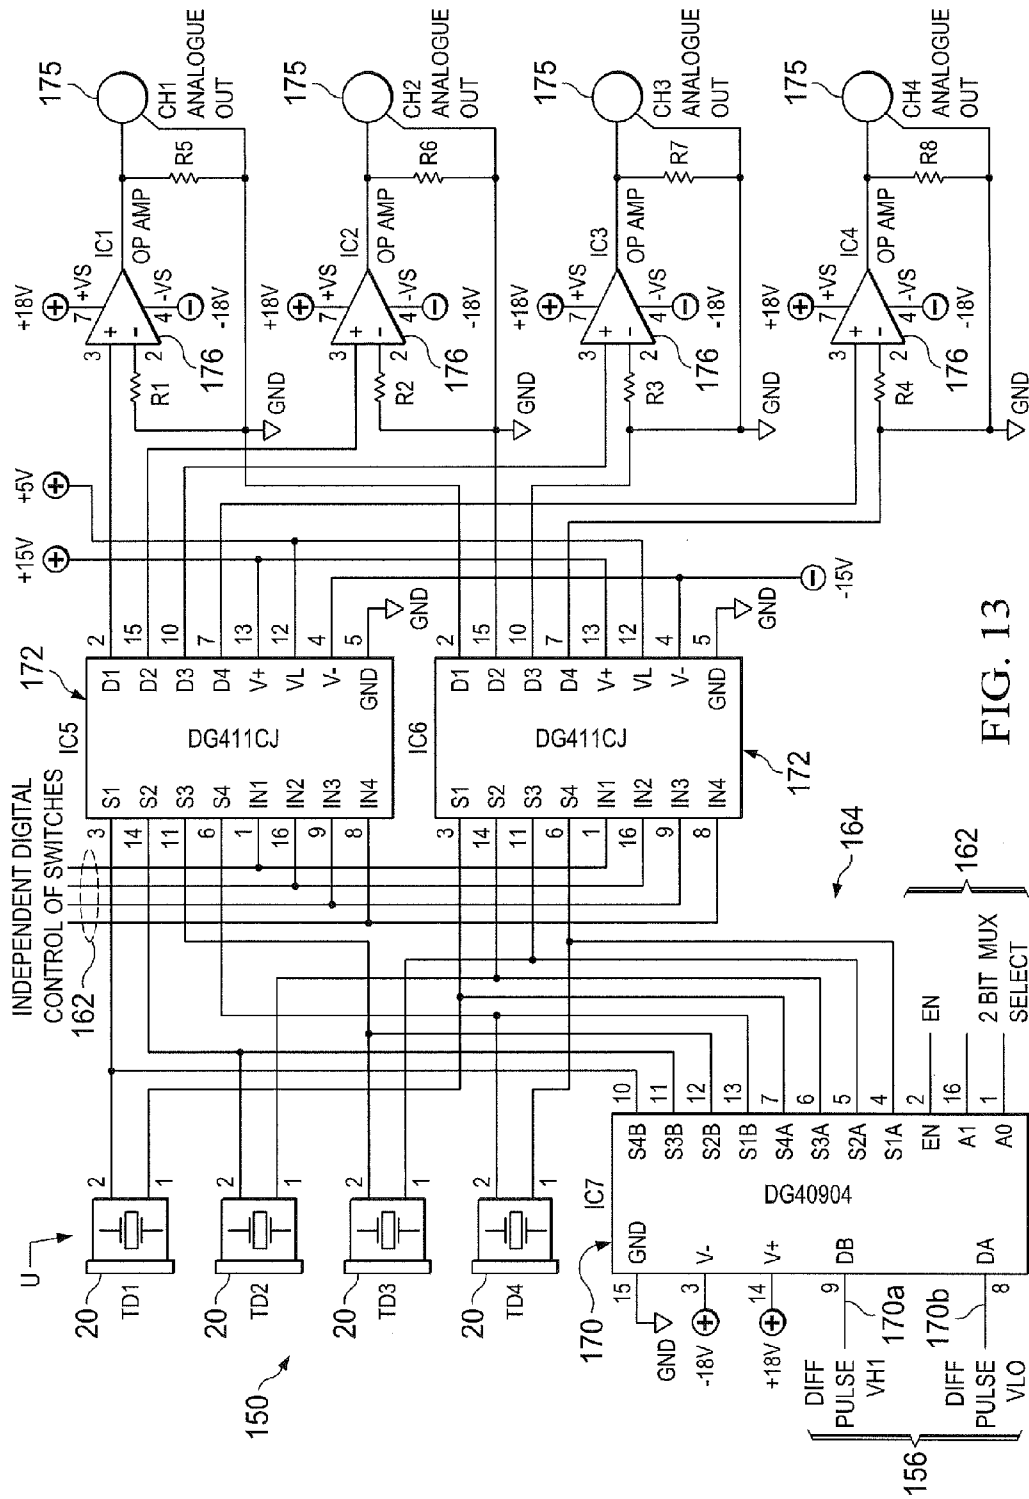 FIG. 13
150
U
20
TD1
2
1
20
TD2
2
1
20
TD3
2
1
20
TD4
2
1
INDEPENDENT DIGITAL
CONTROL OF SWITCHES
162
IC5
172
DG411CJ
3 S1
14 S2
11 S3
6 S4
1 IN1
16 IN2
9 IN3
8 IN4
D1 2
D2 15
D3 10
D4 7
V+ 13
VL 12
V- 4
GND 5
GND
IC6
172
DG411CJ
3 S1
14 S2
11 S3
6 S4
1 IN1
16 IN2
9 IN3
8 IN4
D1 2
D2 15
D3 10
D4 7
V+ 13
VL 12
V- 4
GND 5
GND
+15V
+5V
-15V
+18V
7 +VS
IC1
OP AMP
3 +
2 -
4 -VS
-18V
176
R1
R5
GND
175
CH1
ANALOGUE
OUT
+18V
7 +VS
IC2
OP AMP
3 +
2 -
4 -VS
-18V
176
R2
R6
GND
175
CH2
ANALOGUE
OUT
+18V
7 +VS
IC3
OP AMP
3 +
2 -
4 -VS
-18V
176
R3
R7
GND
175
CH3
ANALOGUE
OUT
+18V
7 +VS
IC4
OP AMP
3 +
2 -
4 -VS
-18V
176
R4
R8
GND
175
CH4
ANALOGUE
OUT
164
IC7
170
DG40904
15 GND
GND
3 V-
-18V
14 V+
+18V
9 DB
170a
DIFF
PULSE
VH1
8 DA
170b
DIFF
PULSE
VLO
156
S4B 10
S3B 11
S2B 12
S1B 13
S4A 7
S3A 6
S2A 5
S1A 4
EN 2
A1 16
A0 1
EN
2 BIT MUX
SELECT
162